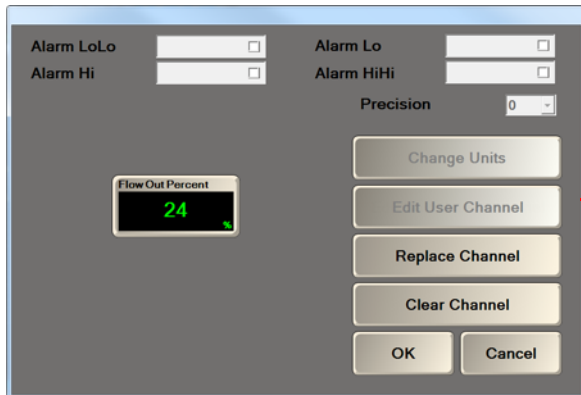 Alarm LoLo
Alarm Lo
Alarm Hi
Alarm HiHi
Precision
0
Change Units
Flow Out Percent
24
%
Edit User Channel
Replace Channel
Clear Channel
OK
Cancel